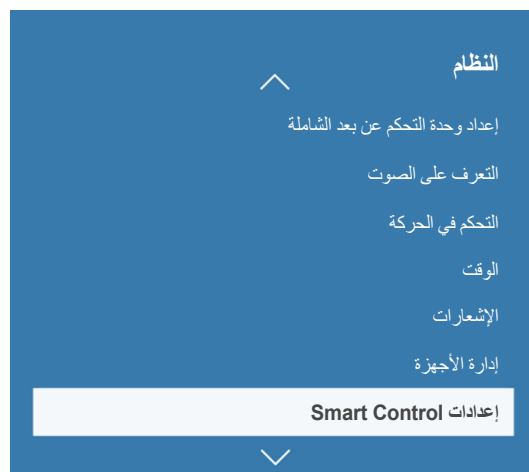 النظام
إعداد وحدة التحكم عن بعد الشاملة
التعرف على الصوت
التحكم في الحركة
الوقت
الإشعارات
إدارة الأجهزة
إعدادات Smart Control